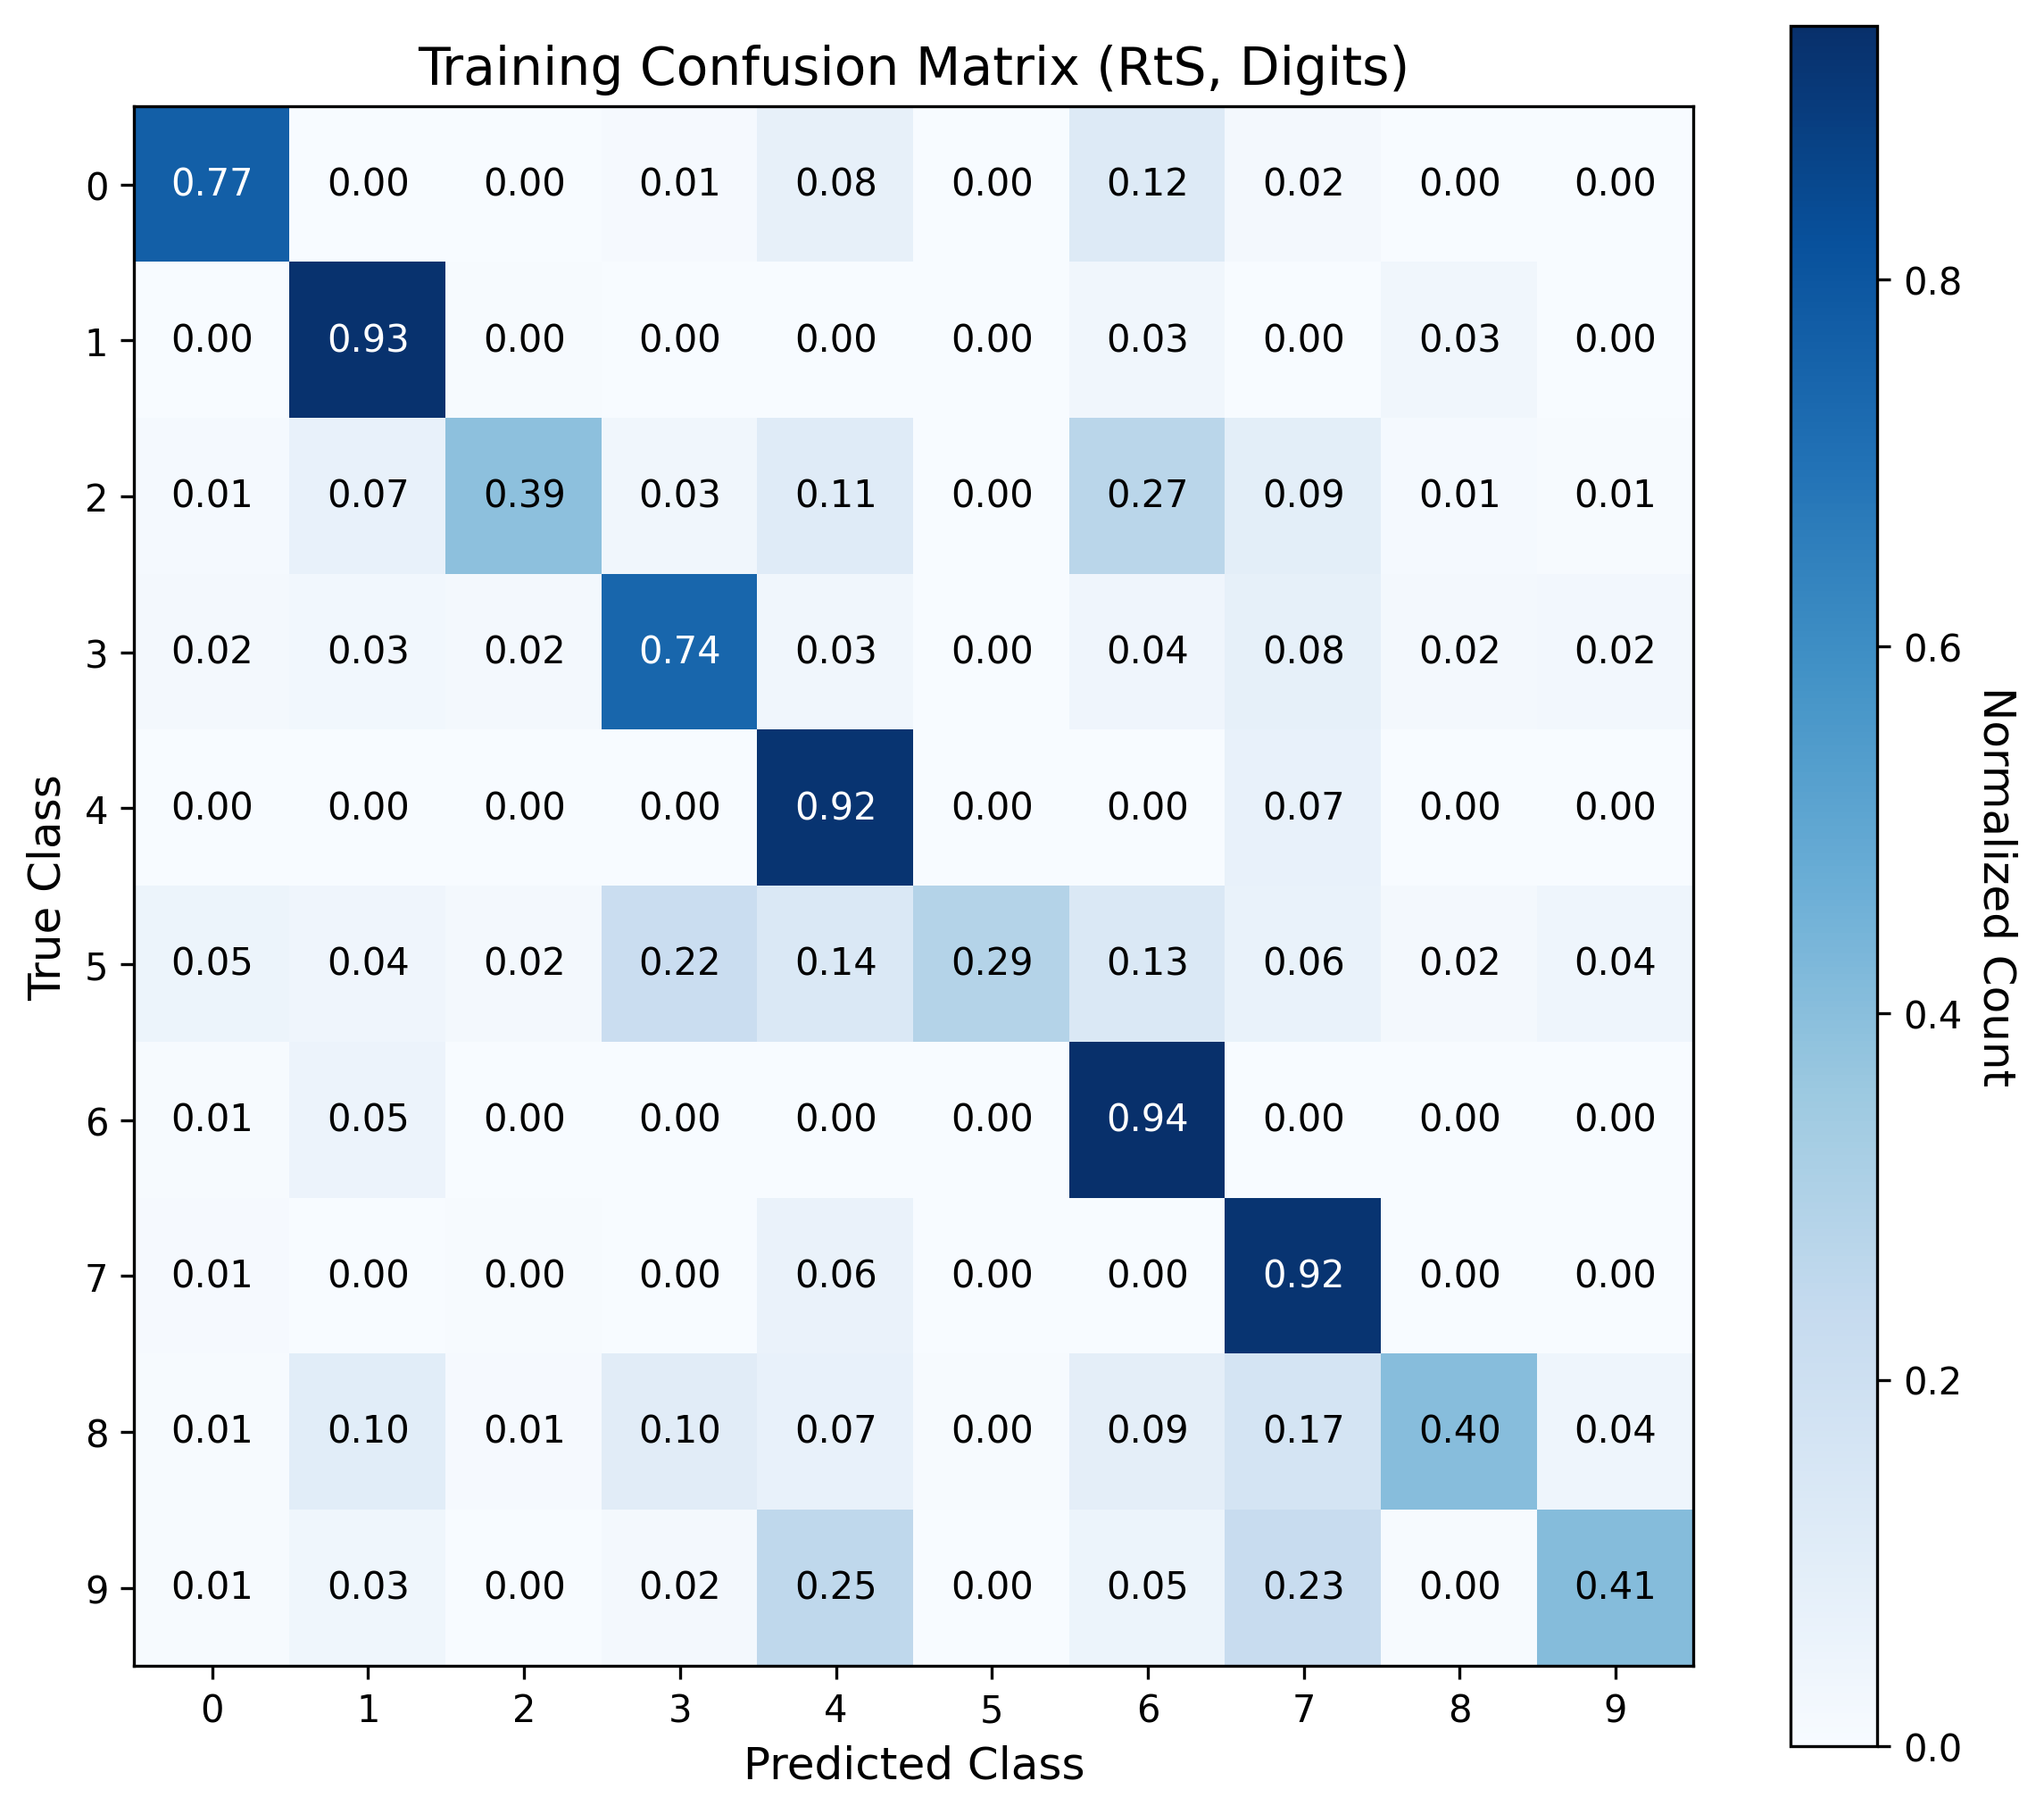 Training Confusion Matrix (RtS, Digits)
0 0.77 0.00 0.00 0.01 0.08 0.00 0.12 0.02 0.00 0.00
1 0.00 0.93 0.00 0.00 0.00 0.00 0.03 0.00 0.03 0.00
2 0.01 0.07 0.39 0.03 0.11 0.00 0.27 0.09 0.01 0.01
3 0.02 0.03 0.02 0.74 0.03 0.00 0.04 0.08 0.02 0.02
4 0.00 0.00 0.00 0.00 0.92 0.00 0.00 0.07 0.00 0.00
5 0.05 0.04 0.02 0.22 0.14 0.29 0.13 0.06 0.02 0.04
6 0.01 0.05 0.00 0.00 0.00 0.00 0.94 0.00 0.00 0.00
7 0.01 0.00 0.00 0.00 0.06 0.00 0.00 0.92 0.00 0.00
8 0.01 0.10 0.01 0.10 0.07 0.00 0.09 0.17 0.40 0.04
9 0.01 0.03 0.00 0.02 0.25 0.00 0.05 0.23 0.00 0.41
0 1 2 3 4 5 6 7 8 9
Predicted Class
True Class
0.8
0.6
0.4
0.2
0.0
Normalized Count